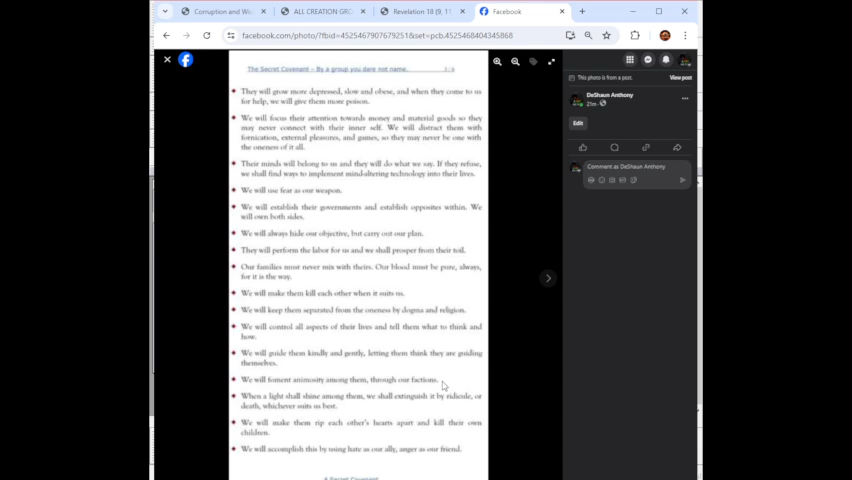 Corruption and Wi
ALL CREATION GRO
Revelation 18 (9, 11
Facebook
facebook.com/photo/?fbid=4525467907679251&set=pcb.4525468404345868
The Secret Covenant – By a group you dare not name.
They will grow more depressed, slow and obese, and when they come to us
for help, we will give them more poison.
We will focus their attention towards money and material goods so they
may never connect with their inner self. We will distract them with
fornication, external pleasures, and games, so they may never be one with
the oneness of it all.
Their minds will belong to us and they will do what we say. If they refuse,
we shall find ways to implement mind-altering technology into their lives.
We will use fear as our weapon.
We will establish their governments and establish opposites within. We
will own both sides.
We will always hide our objective, but carry out our plan.
They will perform the labor for us and we shall prosper from their toil.
Our families must never mix with theirs. Our blood must be pure, always,
for it is the way.
We will make them kill each other when it suits us.
We will keep them separated from the oneness by dogma and religion.
We will control all aspects of their lives and tell them what to think and
how.
We will guide them kindly and gently, letting them think they are guiding
themselves.
We will foment animosity among them, through our factions.
When a light shall shine among them, we shall extinguish it by ridicule, or
death, whichever suits us best.
We will make them rip each other's hearts apart and kill their own
children.
We will accomplish this by using hate as our ally, anger as our friend.
A Secret Covenant
This photo is from a post.
View post
DeShaun Anthony
21m
Edit
Comment as DeShaun Anthony